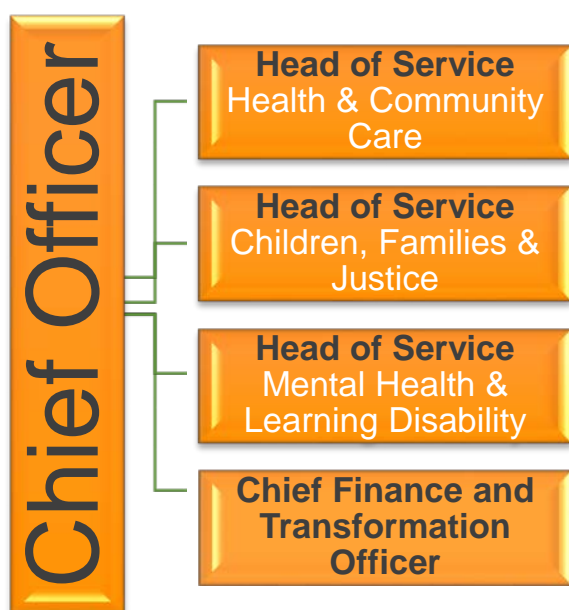 Chief Officer
Head of Service
Health & Community
Care
Head of Service
Children, Families &
Justice
Head of Service
Mental Health &
Learning Disability
Chief Finance and
Transformation
Officer